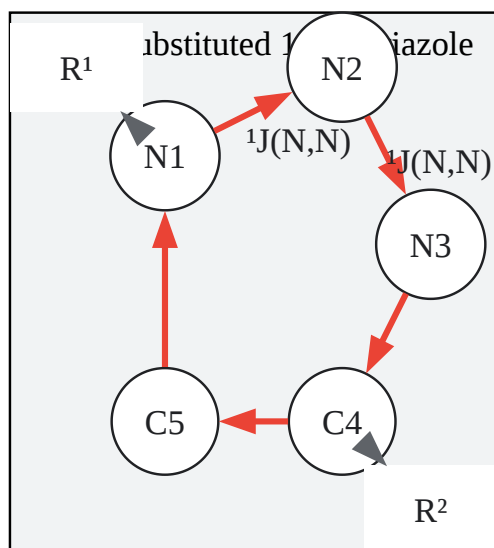 ubstituted 1 iazole
R¹
N2
N1
¹J(N,N)
¹J(N,N)
N3
C5
C4
R²